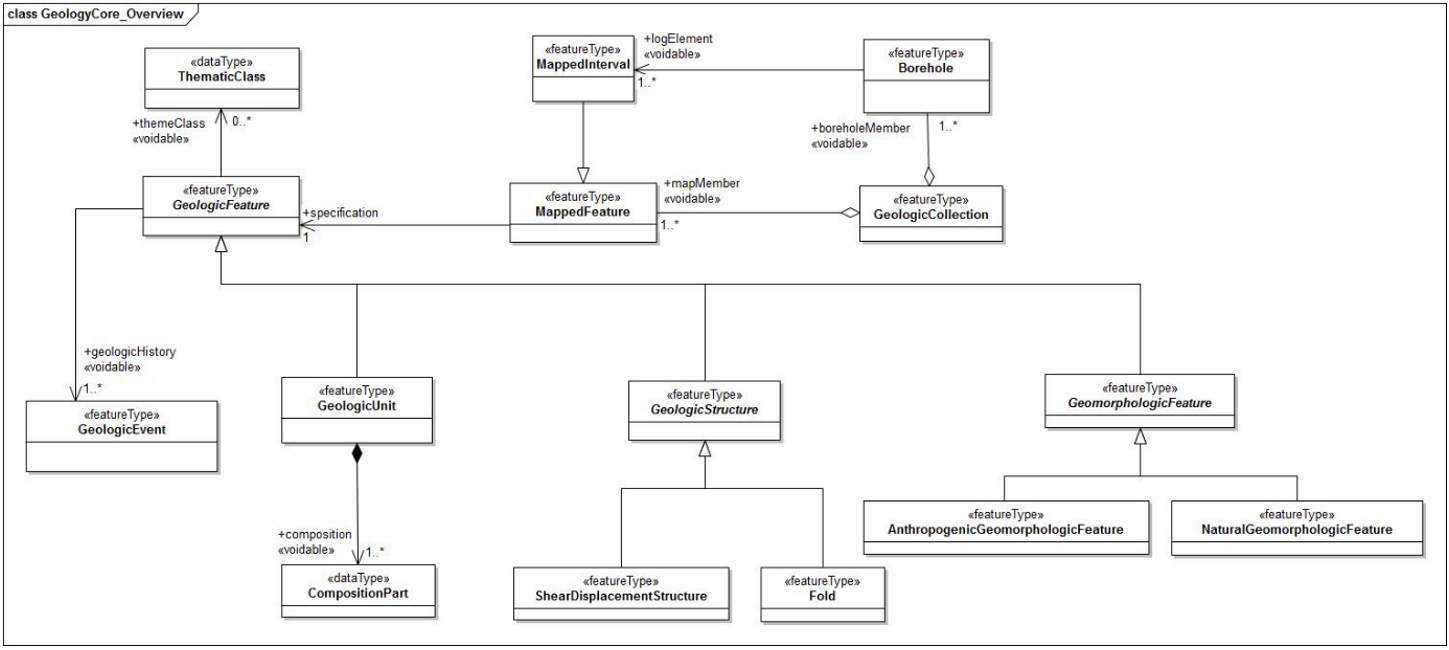 class GeologyCore_Overview
«dataType»
ThematicClass
+themeClass
«voidable»
0..*
«featureType»
MappedInterval
+logElement
«voidable»
1..*
«featureType»
Borehole
+boreholeMember
«voidable»
1..*
«featureType»
GeologicFeature
+specification
1
«featureType»
MappedFeature
+mapMember
«voidable»
1..*
«featureType»
GeologicCollection
+geologicHistory
«voidable»
1..*
«featureType»
GeologicEvent
«featureType»
GeologicUnit
«featureType»
GeologicStructure
«featureType»
GeomorphologicFeature
+composition
«voidable»
1..*
«dataType»
CompositionPart
«featureType»
ShearDisplacementStructure
«featureType»
Fold
«featureType»
AnthropogenicGeomorphologicFeature
«featureType»
NaturalGeomorphologicFeature